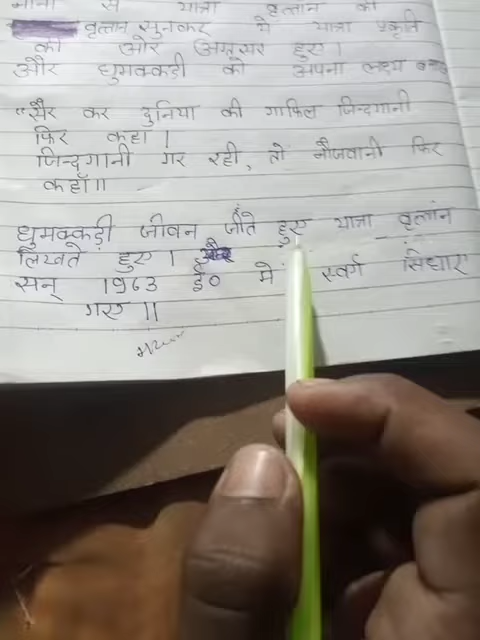 नाना से यात्रा वृत्तान को
वृत्तान सुनकर ये यात्रा प्रकृति
की ओर अग्रसर हुए।
और घुमक्कड़ी को अपना लक्ष्य
"सैर कर दुनिया की गाफिल जिन्दगानी
फिर कहा।
जिन्दगानी गर रही, तो नौजवानी फिर
कहाँ॥
घुमक्कड़ी जीवन जीते हुए यात्रा वृत्तांन
लिखते हुए।
सन् 1963 ई० में स्वर्ग सिंधार
गए॥